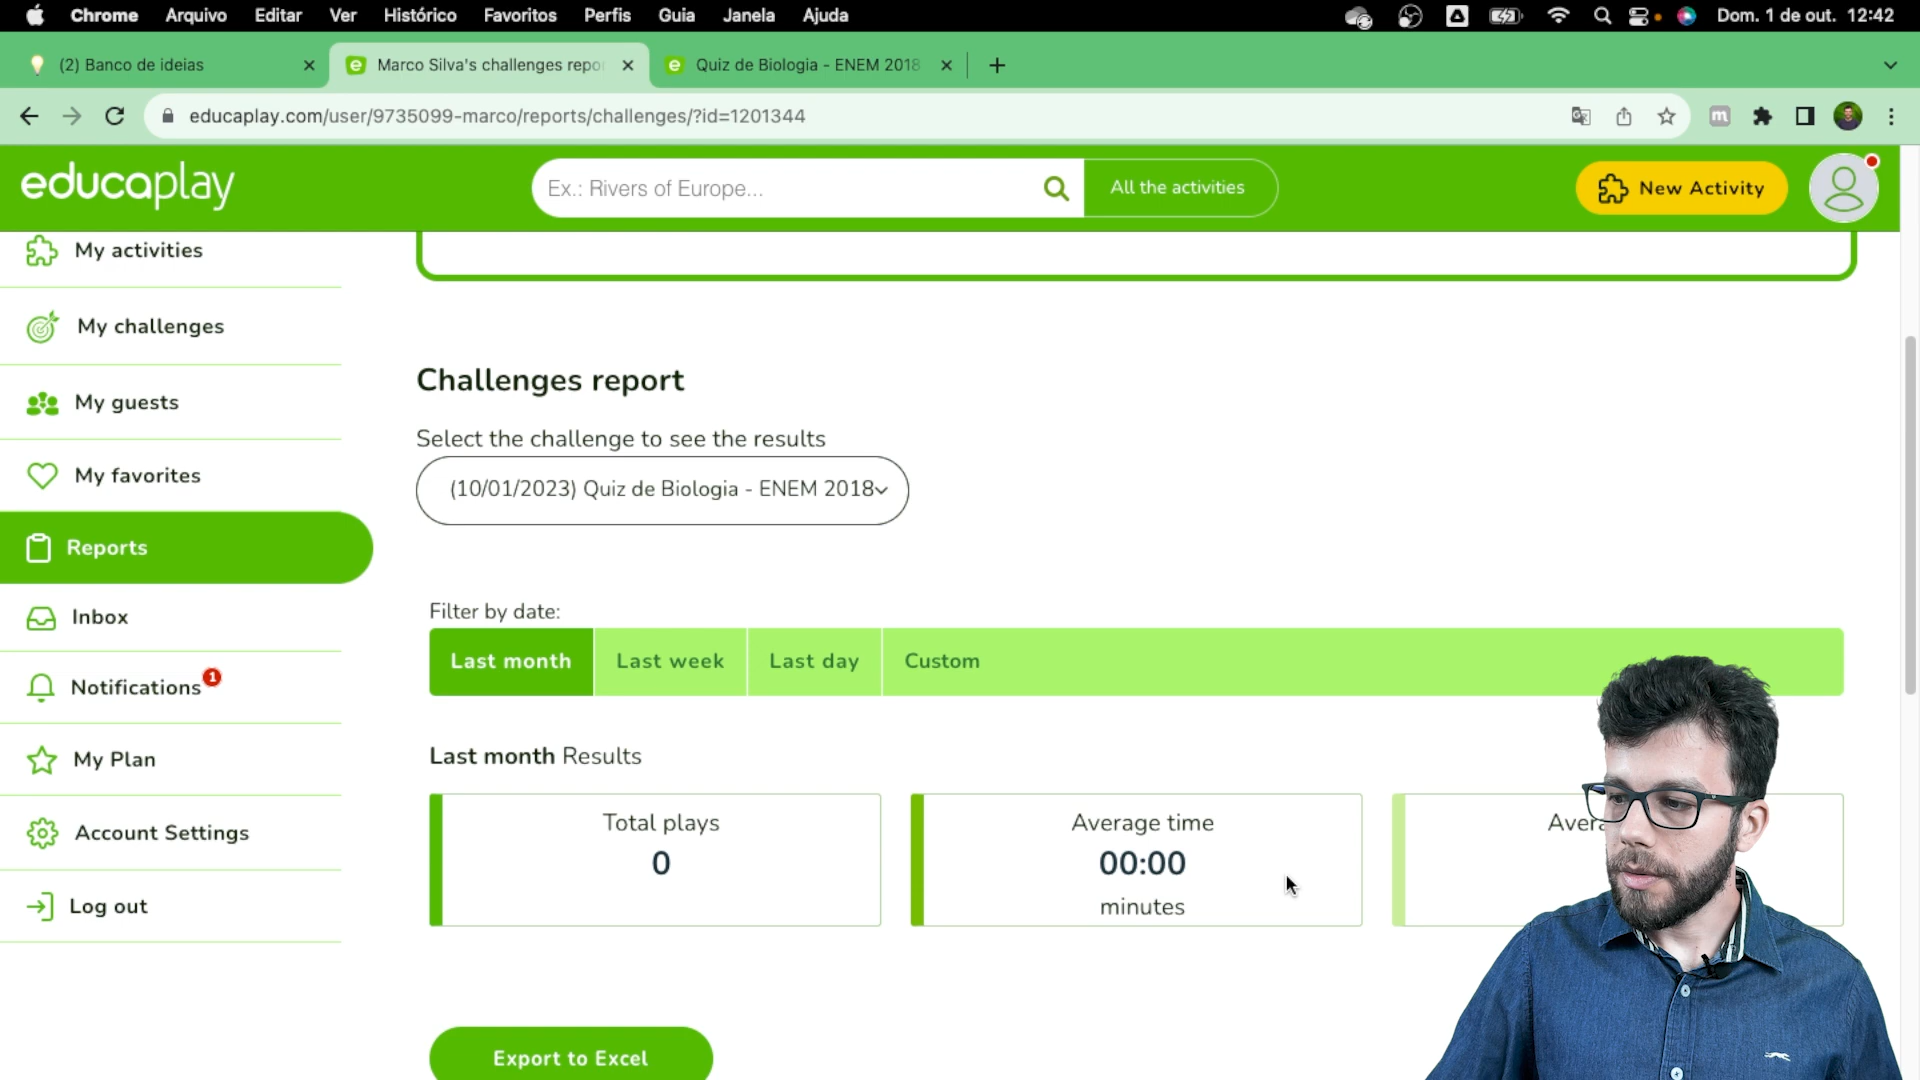 Chrome Arquivo Editar Ver Histórico Favoritos Perfis Guia Janela Ajuda Dom. 1 de out. 12:42
(2) Banco de ideias Marco Silva's challenges repo Quiz de Biologia - ENEM 2018
educaplay.com/user/9735099-marco/reports/challenges/?id=1201344
educaplay Ex.: Rivers of Europe... All the activities New Activity
My activities
My challenges
My guests
My favorites
Reports
Inbox
Notifications 1
My Plan
Account Settings
Log out
Challenges report
Select the challenge to see the results
(10/01/2023) Quiz de Biologia - ENEM 2018
Filter by date:
Last month Last week Last day Custom
Last month Results
Total plays
0
Average time
00:00
minutes
Export to Excel